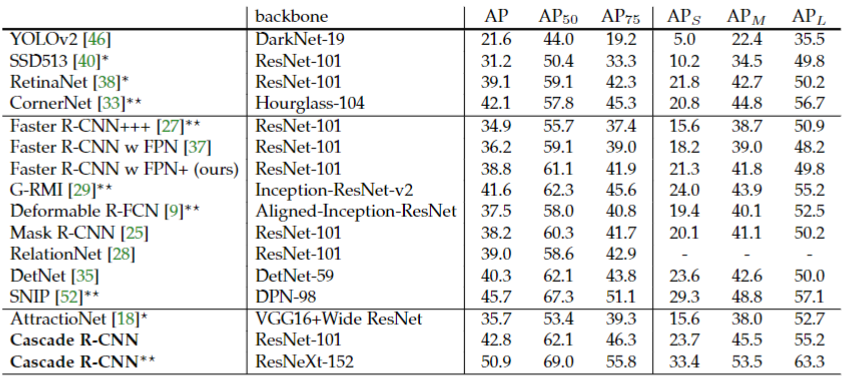 backbone AP AP50 AP75 APS APM APL
YOLOv2 [46] DarkNet-19 21.6 44.0 19.2 5.0 22.4 35.5
SSD513 [40]* ResNet-101 31.2 50.4 33.3 10.2 34.5 49.8
RetinaNet [38]* ResNet-101 39.1 59.1 42.3 21.8 42.7 50.2
CornerNet [33]** Hourglass-104 42.1 57.8 45.3 20.8 44.8 56.7
Faster R-CNN+++ [27]** ResNet-101 34.9 55.7 37.4 15.6 38.7 50.9
Faster R-CNN w FPN [37] ResNet-101 36.2 59.1 39.0 18.2 39.0 48.2
Faster R-CNN w FPN+ (ours) ResNet-101 38.8 61.1 41.9 21.3 41.8 49.8
G-RMI [29]** Inception-ResNet-v2 41.6 62.3 45.6 24.0 43.9 55.2
Deformable R-FCN [9]** Aligned-Inception-ResNet 37.5 58.0 40.8 19.4 40.1 52.5
Mask R-CNN [25] ResNet-101 38.2 60.3 41.7 20.1 41.1 50.2
RelationNet [28] ResNet-101 39.0 58.6 42.9 - - -
DetNet [35] DetNet-59 40.3 62.1 43.8 23.6 42.6 50.0
SNIP [52]** DPN-98 45.7 67.3 51.1 29.3 48.8 57.1
AttractioNet [18]* VGG16+Wide ResNet 35.7 53.4 39.3 15.6 38.0 52.7
Cascade R-CNN ResNet-101 42.8 62.1 46.3 23.7 45.5 55.2
Cascade R-CNN** ResNeXt-152 50.9 69.0 55.8 33.4 53.5 63.3